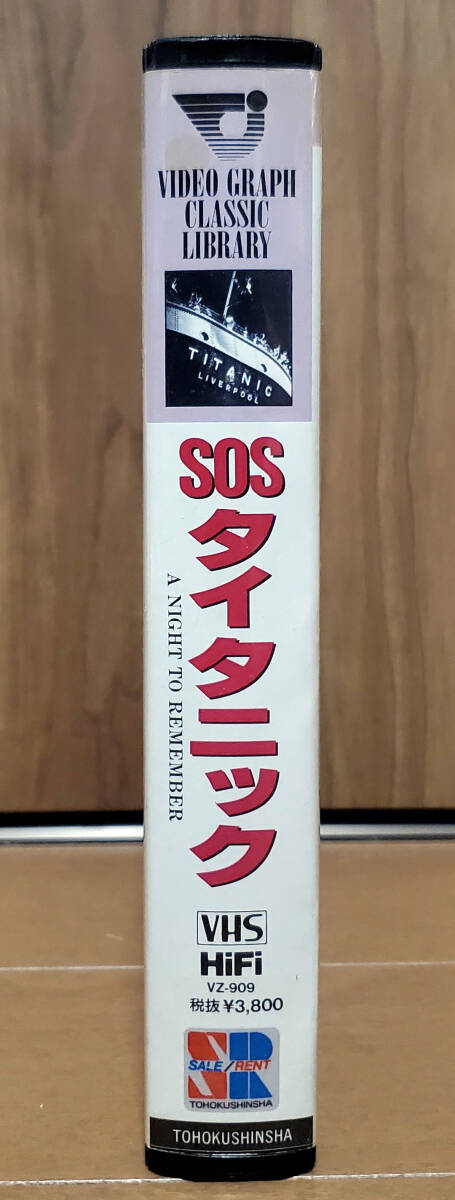 VIDEO GRAPH
CLASSIC
LIBRARY
TITANIC
LIVERPOOL
SOS
タイタニック
A NIGHT TO REMEMBER
VHS
HiFi
VZ-909
税抜¥3,800
SR
SALE/RENT
TOHOKUSHINSHA
TOHOKUSHINSHA